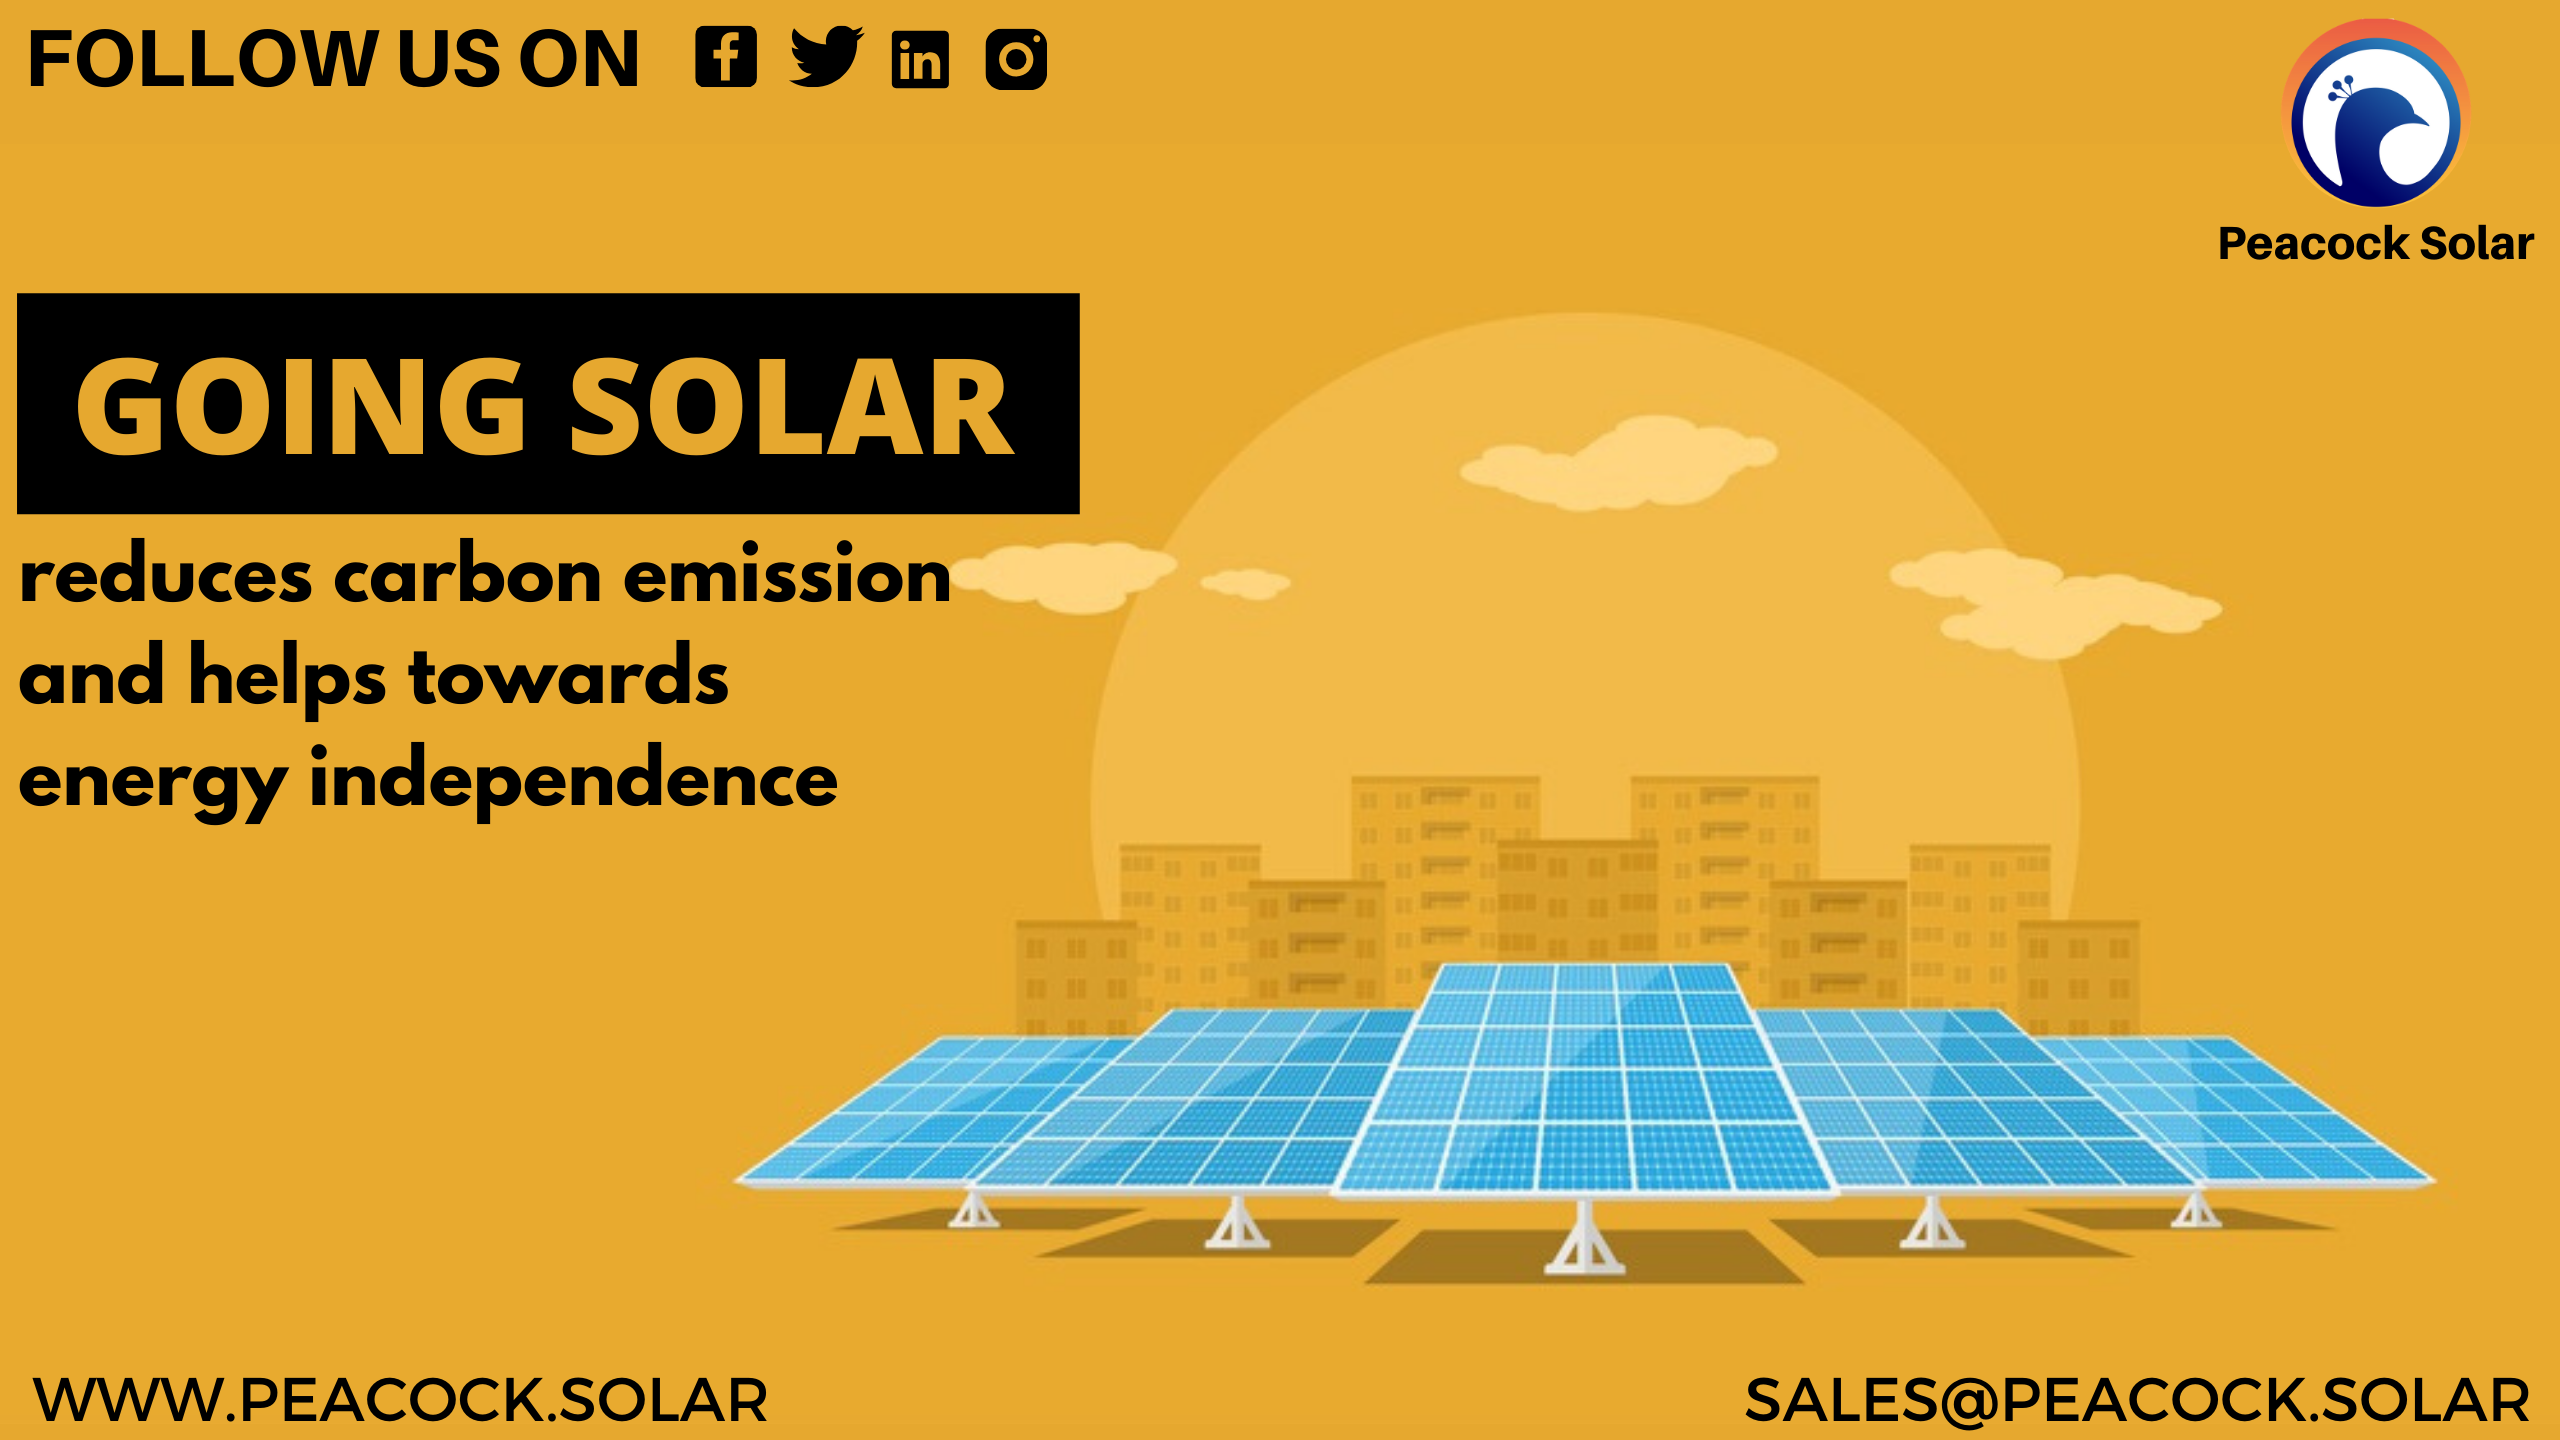 FOLLOW US ON
Peacock Solar
GOING SOLAR
reduces carbon emission
and helps towards
energy independence
WWW.PEACOCK.SOLAR
SALES@PEACOCK.SOLAR